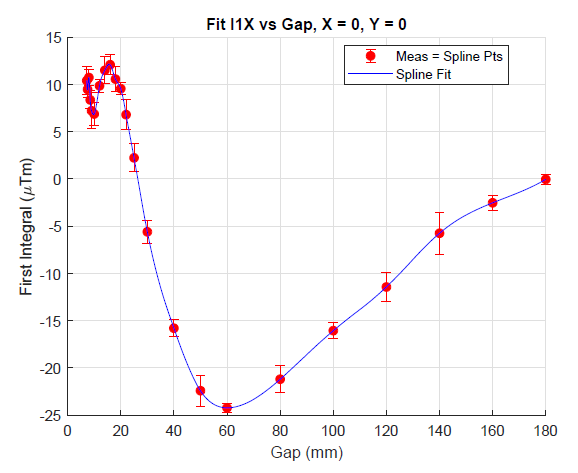 Fit I1X vs Gap, X = 0, Y = 0
Meas = Spline Pts
Spline Fit
First Integral (μTm)
15
10
5
0
-5
-10
-15
-20
-25
0 20 40 60 80 100 120 140 160 180
Gap (mm)